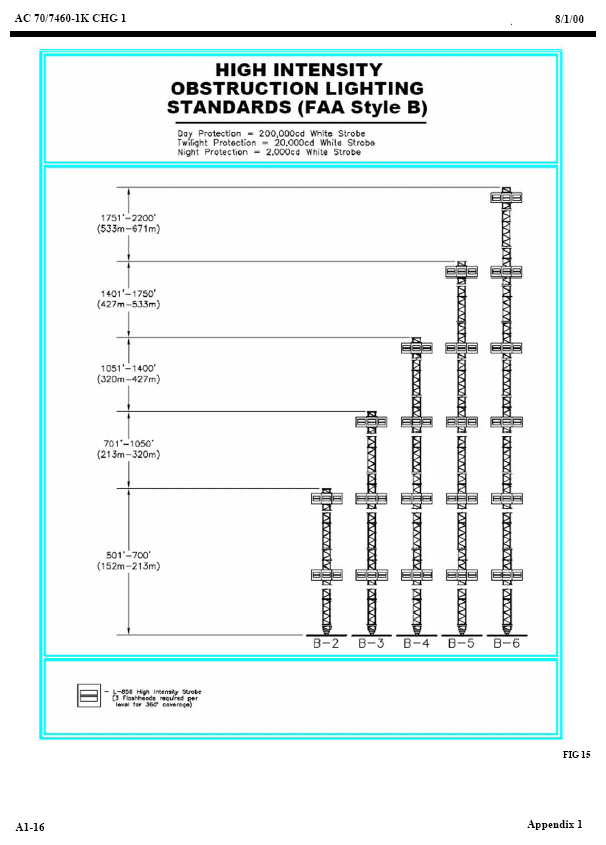 AC 70/7460-1K CHG 1
8/1/00
HIGH INTENSITY
OBSTRUCTION LIGHTING
STANDARDS (FAA Style B)
Day Protection = 200,000cd White Strobe
Twilight Protection = 20,000cd White Strobe
Night Protection = 2,000cd White Strobe
1751'-2200'
(533m-671m)
1401'-1750'
(427m-533m)
1051'-1400'
(320m-427m)
701'-1050'
(213m-320m)
501'-700'
(152m-213m)
B-2 B-3 B-4 B-5 B-6
- L-856 High Intensity Strobe
(3 Flashheads required per
level for 360° coverage)
FIG 15
A1-16
Appendix 1